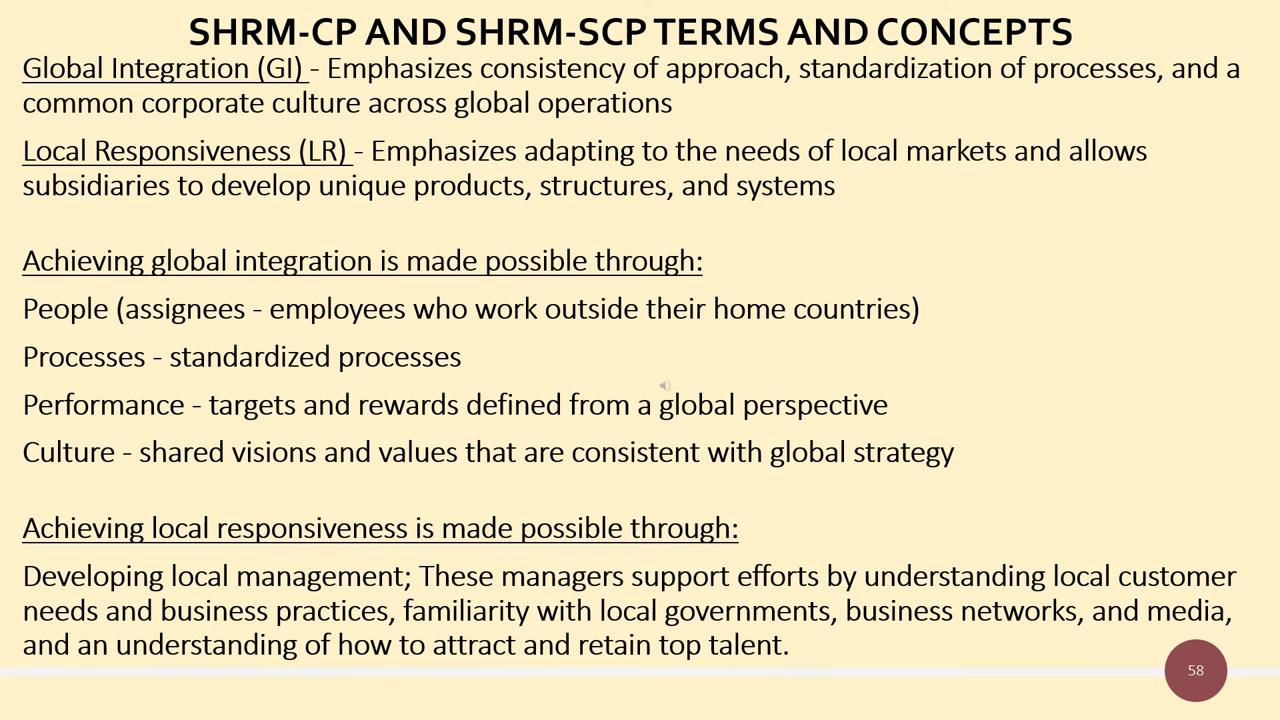 SHRM-CP AND SHRM-SCP TERMS AND CONCEPTS
Global Integration (GI) - Emphasizes consistency of approach, standardization of processes, and a
common corporate culture across global operations
Local Responsiveness (LR) - Emphasizes adapting to the needs of local markets and allows
subsidiaries to develop unique products, structures, and systems
Achieving global integration is made possible through:
People (assignees - employees who work outside their home countries)
Processes - standardized processes
Performance - targets and rewards defined from a global perspective
Culture - shared visions and values that are consistent with global strategy
Achieving local responsiveness is made possible through:
Developing local management; These managers support efforts by understanding local customer
needs and business practices, familiarity with local governments, business networks, and media,
and an understanding of how to attract and retain top talent.
58